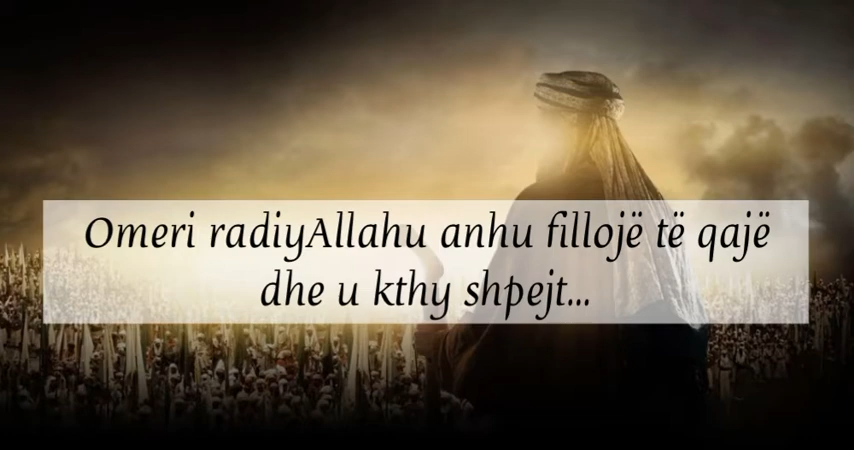 Omeri radiyAllahu anhu fillojë të qajë
dhe u kthy shpejt...